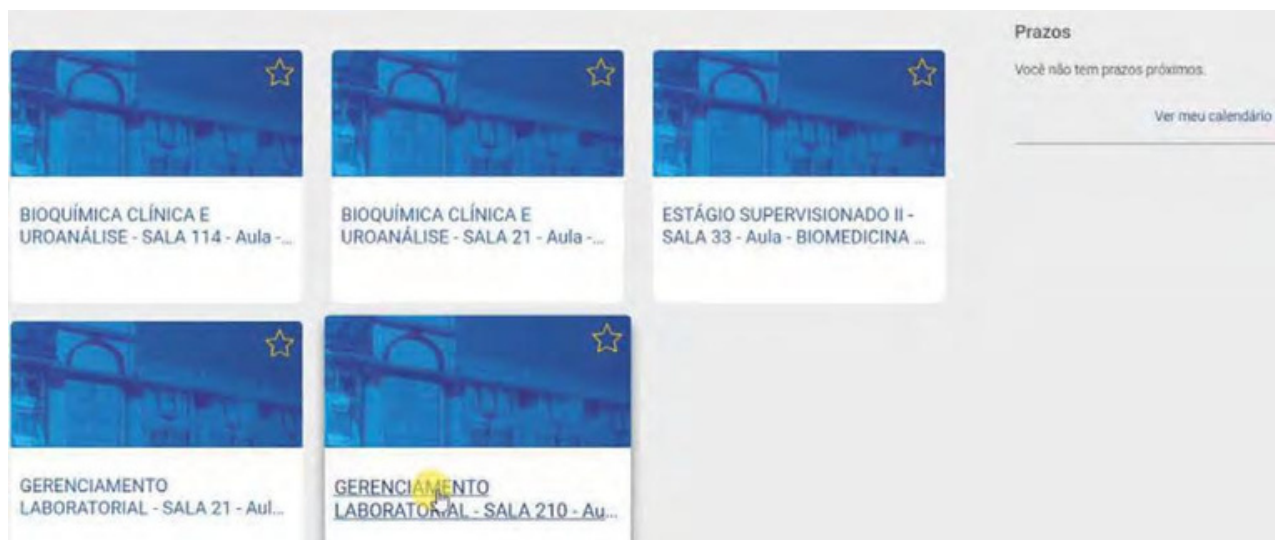 Prazos
Você não tem prazos próximos.
Ver meu calendário
BIOQUÍMICA CLÍNICA E
UROANÁLISE - SALA 114 - Aula -...
BIOQUÍMICA CLÍNICA E
UROANÁLISE - SALA 21 - Aula -...
ESTÁGIO SUPERVISIONADO II -
SALA 33 - Aula - BIOMEDICINA ...
GERENCIAMENTO
LABORATORIAL - SALA 21 - Aul...
GERENCIAMENTO
LABORATORIAL - SALA 210 - Au...